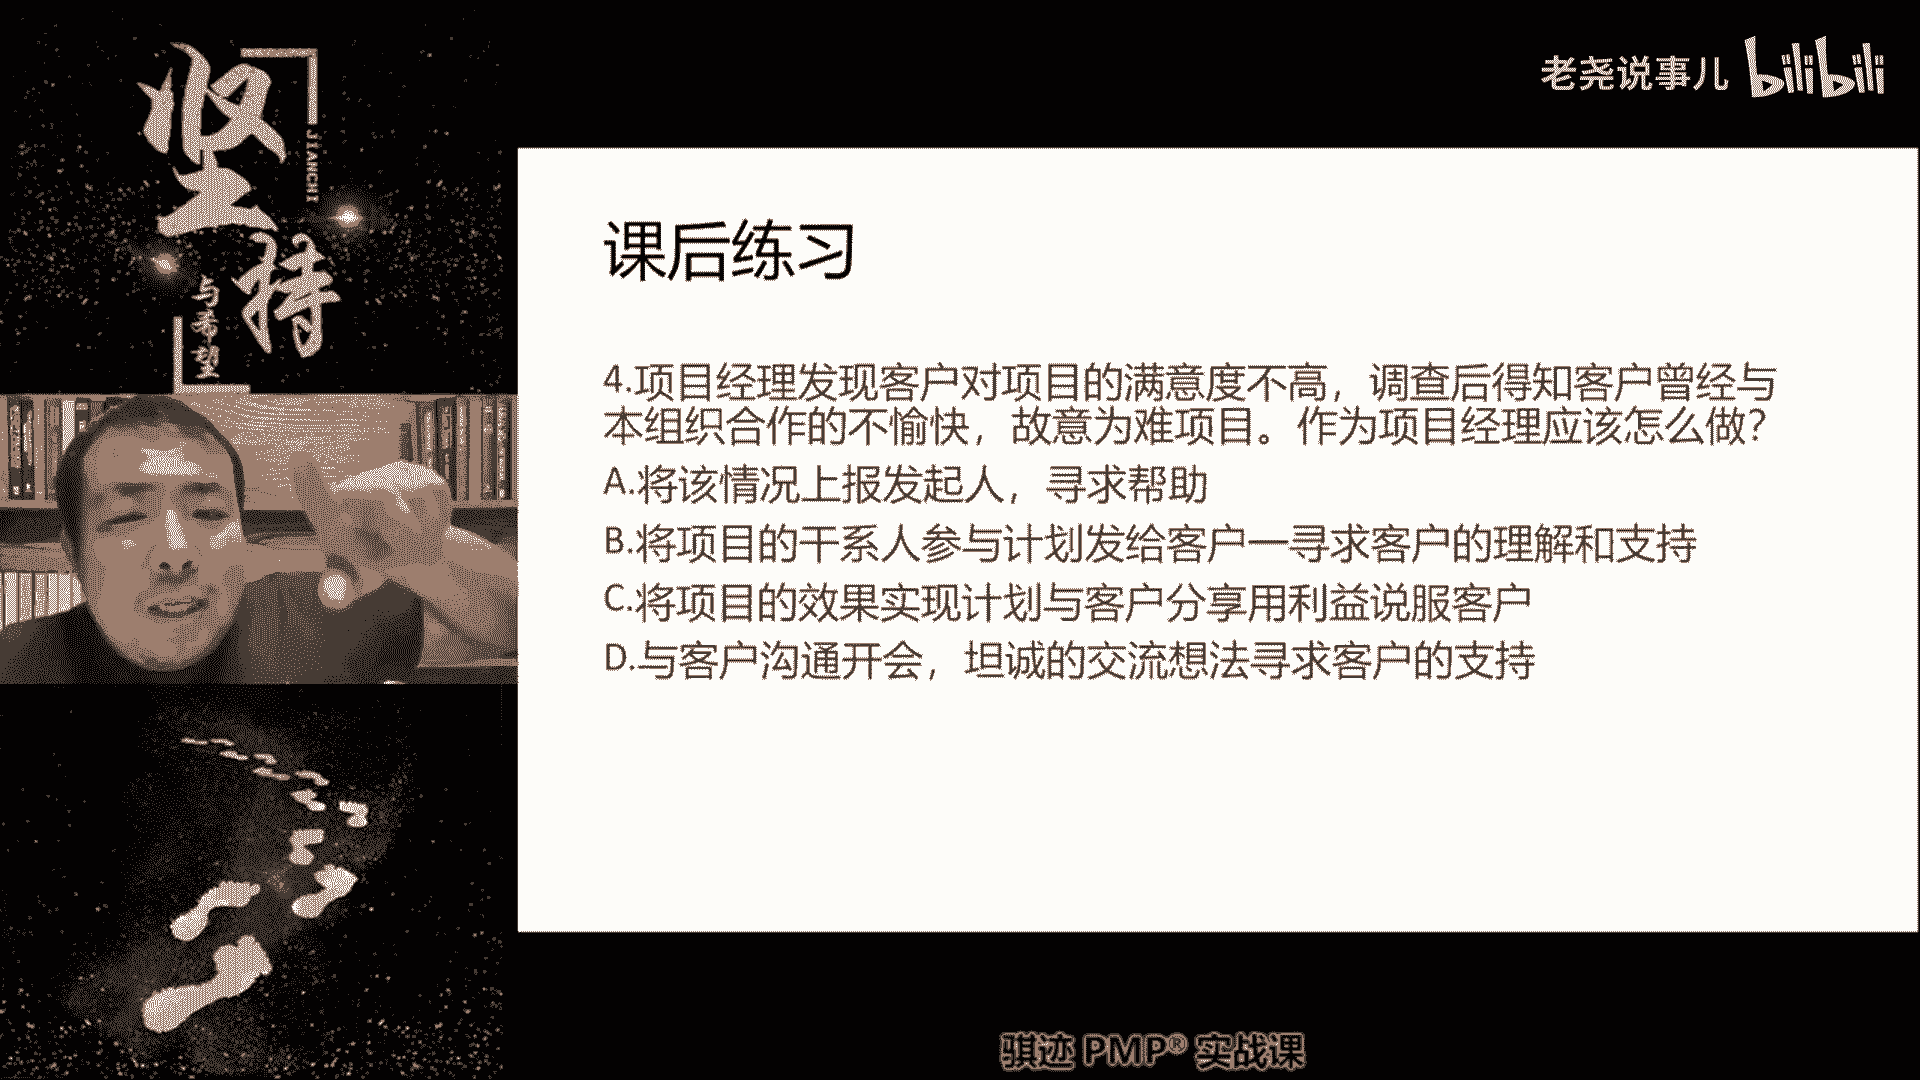 坚持
JIANCHI
与希望
老尧说事儿 bilibili
课后练习
4.项目经理发现客户对项目的满意度不高，调查后得知客户曾经与
本组织合作的不愉快，故意为难项目。作为项目经理应该怎么做？
A.将该情况上报发起人，寻求帮助
B.将项目的干系人参与计划发给客户一寻求客户的理解和支持
C.将项目的效果实现计划与客户分享用利益说服客户
D.与客户沟通开会，坦诚的交流想法寻求客户的支持
骐迹 PMP® 实战课